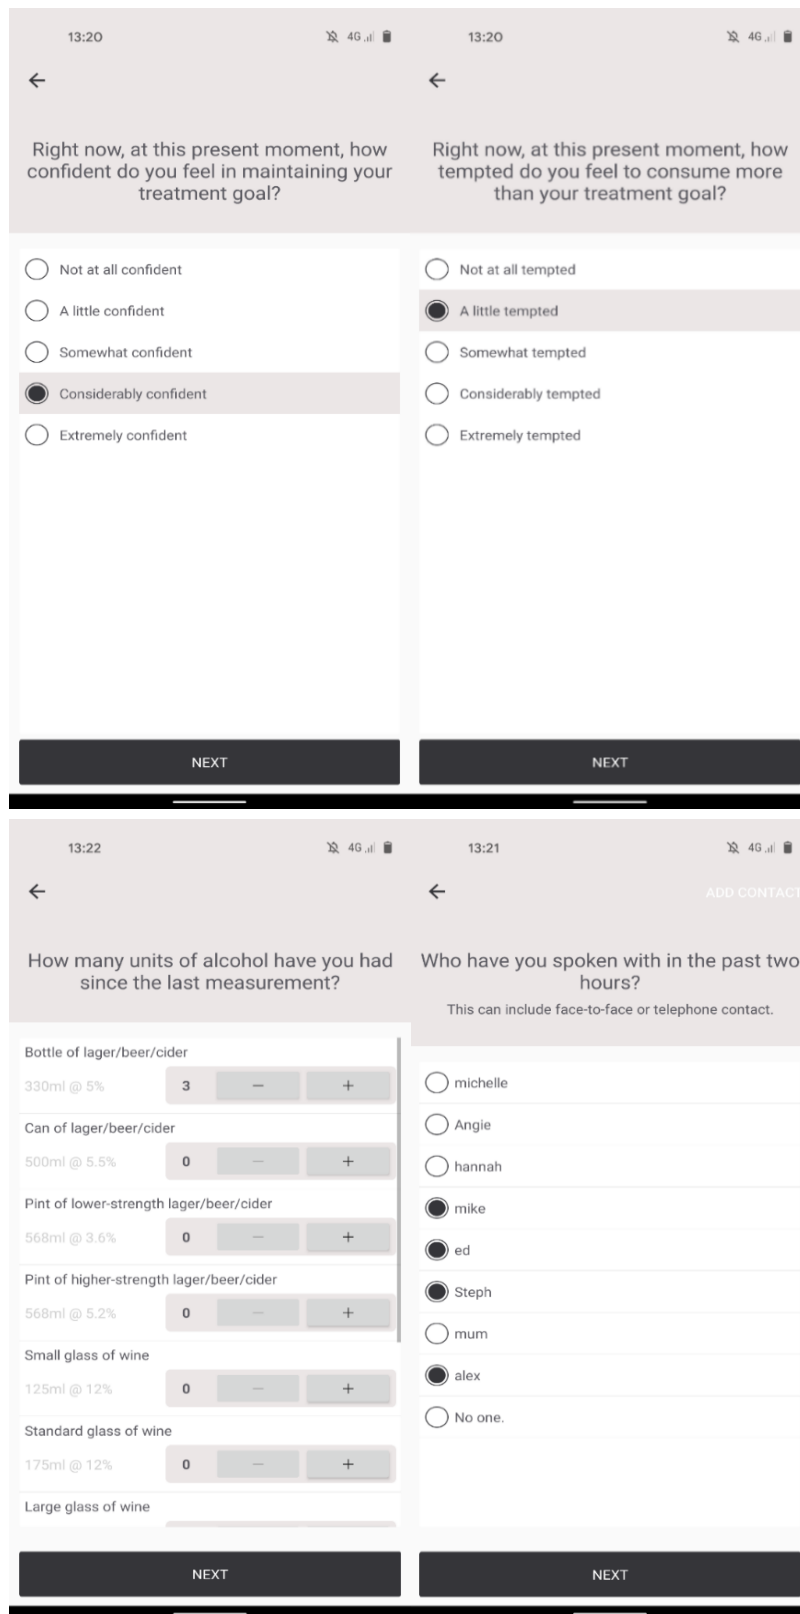 13:20
4G
Right now, at this present moment, how
confident do you feel in maintaining your
treatment goal?
Not at all confident
A little confident
Somewhat confident
Considerably confident
Extremely confident
NEXT
13:20
4G
Right now, at this present moment, how
tempted do you feel to consume more
than your treatment goal?
Not at all tempted
A little tempted
Somewhat tempted
Considerably tempted
Extremely tempted
NEXT
13:22
4G
How many units of alcohol have you had
since the last measurement?
Bottle of lager/beer/cider
330ml @ 5% 3 − +
Can of lager/beer/cider
500ml @ 5.5% 0 − +
Pint of lower-strength lager/beer/cider
568ml @ 3.6% 0 − +
Pint of higher-strength lager/beer/cider
568ml @ 5.2% 0 − +
Small glass of wine
125ml @ 12% 0 − +
Standard glass of wine
175ml @ 12% 0 − +
Large glass of wine
NEXT
13:21
4G
ADD CONTACT
Who have you spoken with in the past two
hours?
This can include face-to-face or telephone contact.
michelle
Angie
hannah
mike
ed
Steph
mum
alex
No one.
NEXT